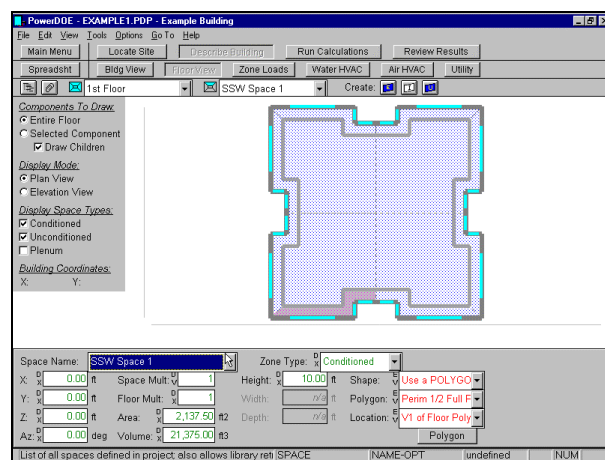 PowerDOE - EXAMPLE1.PDP - Example Building
File Edit View Tools Options Go To Help
Main Menu Locate Site Describe Building Run Calculations Review Results
Spreadsht Bldg View Floor View Zone Loads Water HVAC Air HVAC Utility
1st Floor SSW Space 1 Create:
Components To Draw:
Entire Floor
Selected Component
Draw Children
Display Mode:
Plan View
Elevation View
Display Space Types:
Conditioned
Unconditioned
Plenum
Building Coordinates:
X: Y:
Space Name: SSW Space 1 Zone Type: D X Conditioned
X: D X 0.00 ft Space Mult: D V 1 Height: D X 10.00 ft Shape: E V Use a POLYGO
Y: D X 0.00 ft Floor Mult: D X 1 Width: n/a ft Polygon: E V Perim 1/2 Full F
Z: D X 0.00 ft Area: D X 2,137.50 ft2 Depth: n/a ft Location: E V V1 of Floor Poly
Az: D X 0.00 deg Volume: D X 21,375.00 ft3 Polygon
List of all spaces defined in project; also allows library retr SPACE NAME-OPT undefined NUM